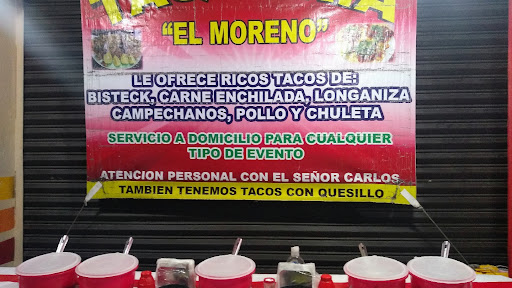 "EL MORENO"
LE OFRECE RICOS TACOS DE:
BISTECK, CARNE ENCHILADA, LONGANIZA
CAMPECHANOS, POLLO Y CHULETA
SERVICIO A DOMICILIO PARA CUALQUIER
TIPO DE EVENTO
ATENCION PERSONAL CON EL SEÑOR CARLOS
TAMBIEN TENEMOS TACOS CON QUESILLO